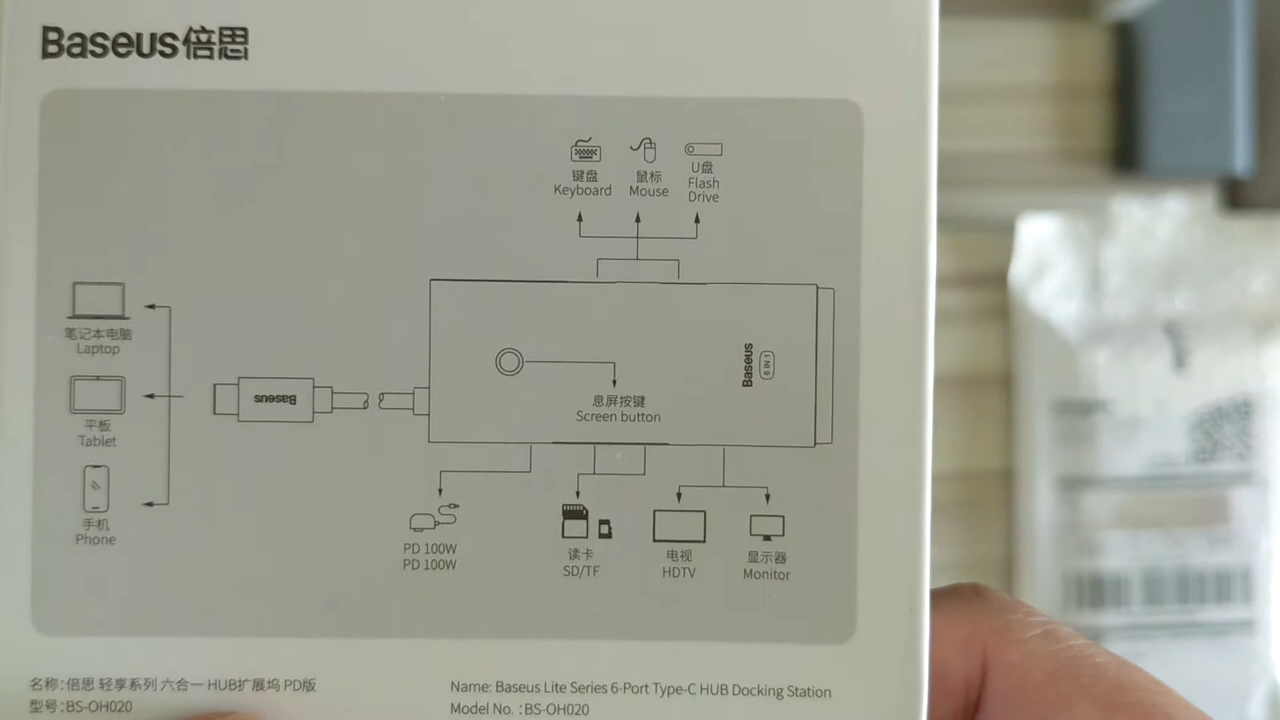 Baseus倍思
键盘
Keyboard
鼠标
Mouse
U盘
Flash
Drive
笔记本电脑
Laptop
平板
Tablet
手机
Phone
Baseus
息屏按键
Screen button
Baseus
6 IN 1
PD 100W
PD 100W
读卡
SD/TF
电视
HDTV
显示器
Monitor
名称:倍思 轻享系列 六合一 HUB扩展坞 PD版
型号:BS-OH020
Name: Baseus Lite Series 6-Port Type-C HUB Docking Station
Model No. :BS-OH020